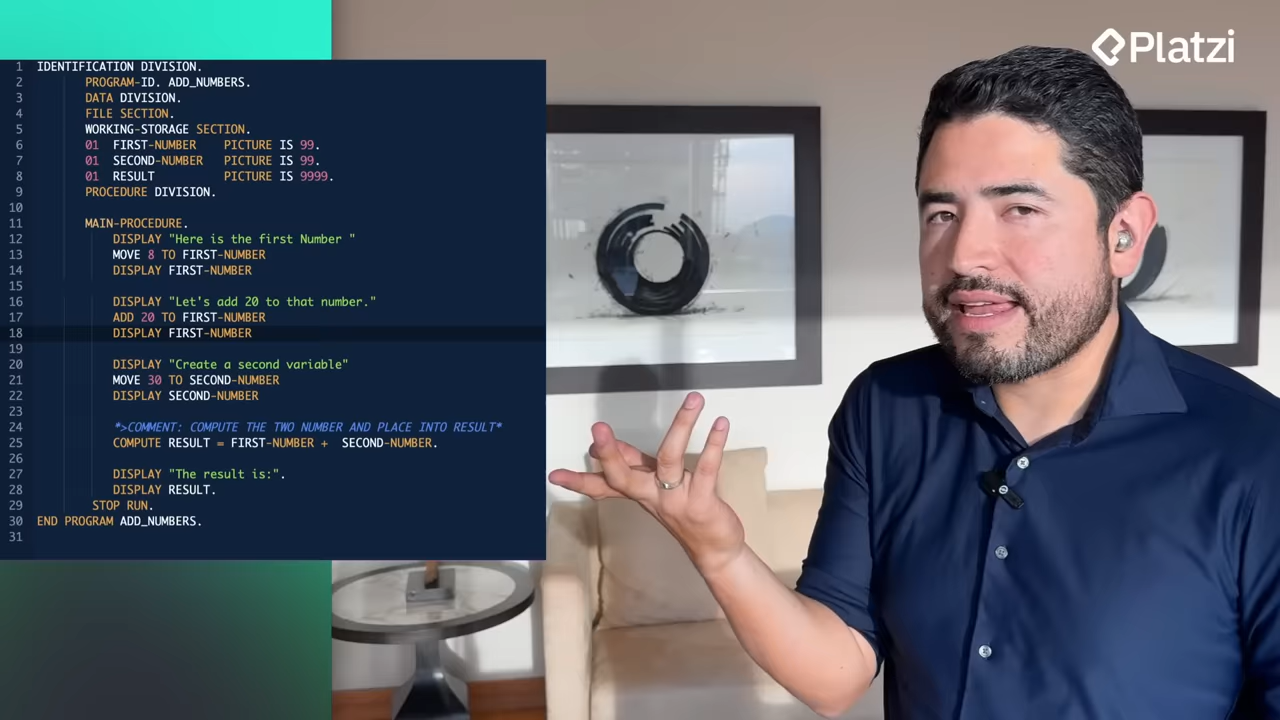 Platzi
1 IDENTIFICATION DIVISION.
2 PROGRAM-ID. ADD_NUMBERS.
3 DATA DIVISION.
4 FILE SECTION.
5 WORKING-STORAGE SECTION.
6 01 FIRST-NUMBER PICTURE IS 99.
7 01 SECOND-NUMBER PICTURE IS 99.
8 01 RESULT PICTURE IS 9999.
9 PROCEDURE DIVISION.
10
11 MAIN-PROCEDURE.
12 DISPLAY "Here is the first Number "
13 MOVE 8 TO FIRST-NUMBER
14 DISPLAY FIRST-NUMBER
15
16 DISPLAY "Let's add 20 to that number."
17 ADD 20 TO FIRST-NUMBER
18 DISPLAY FIRST-NUMBER
19
20 DISPLAY "Create a second variable"
21 MOVE 30 TO SECOND-NUMBER
22 DISPLAY SECOND-NUMBER
23
24 *>COMMENT: COMPUTE THE TWO NUMBER AND PLACE INTO RESULT*
25 COMPUTE RESULT = FIRST-NUMBER + SECOND-NUMBER.
26
27 DISPLAY "The result is:".
28 DISPLAY RESULT.
29 STOP RUN.
30 END PROGRAM ADD_NUMBERS.
31